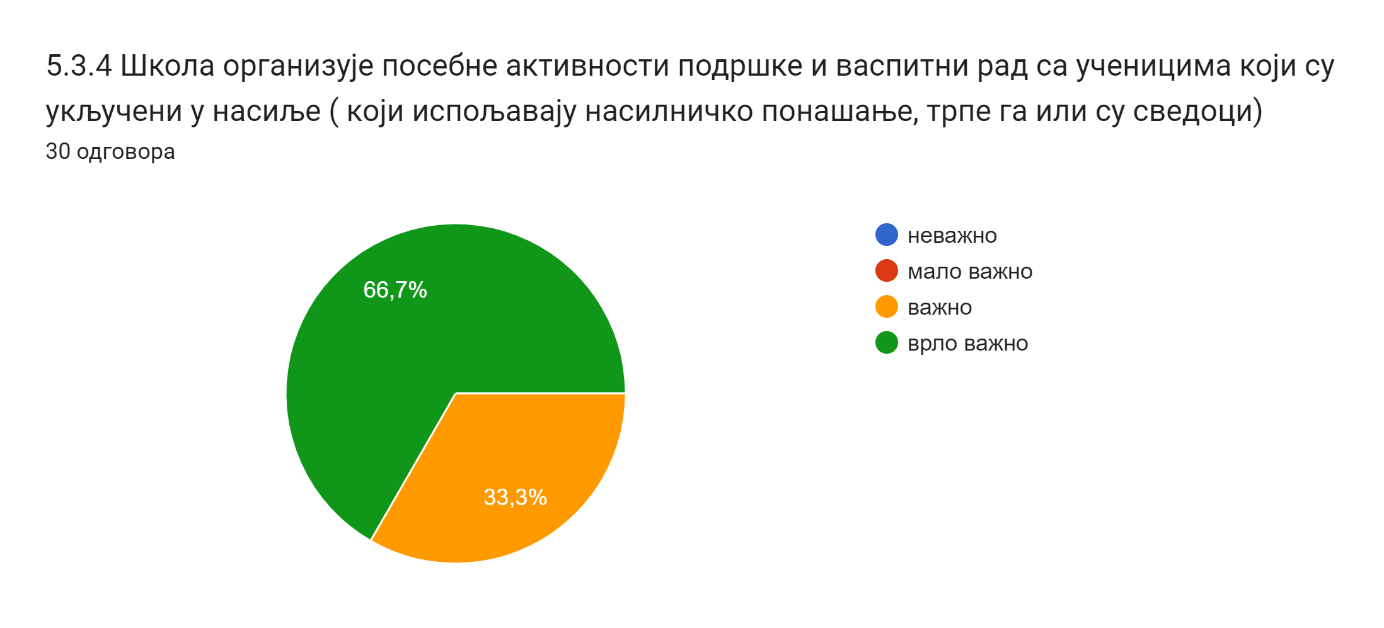 5.3.4 Школа организује посебне активности подршке и васпитни рад са ученицима који су
укључени у насиље ( који испољавају насилничко понашање, трпе га или су сведоци)
30 одговора
неважно
мало важно
важно
врло важно
66,7%
33,3%